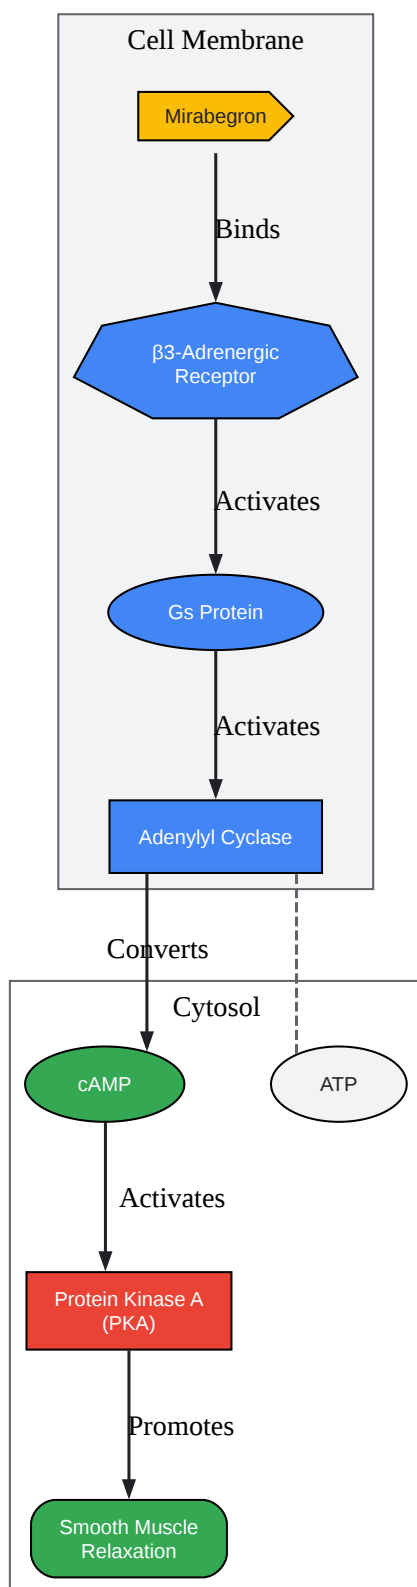 Cell Membrane
Mirabegron
Binds
β3-Adrenergic
Receptor
Activates
Gs Protein
Activates
Adenylyl Cyclase
Converts
Cytosol
cAMP
ATP
Activates
Protein Kinase A
(PKA)
Promotes
Smooth Muscle
Relaxation